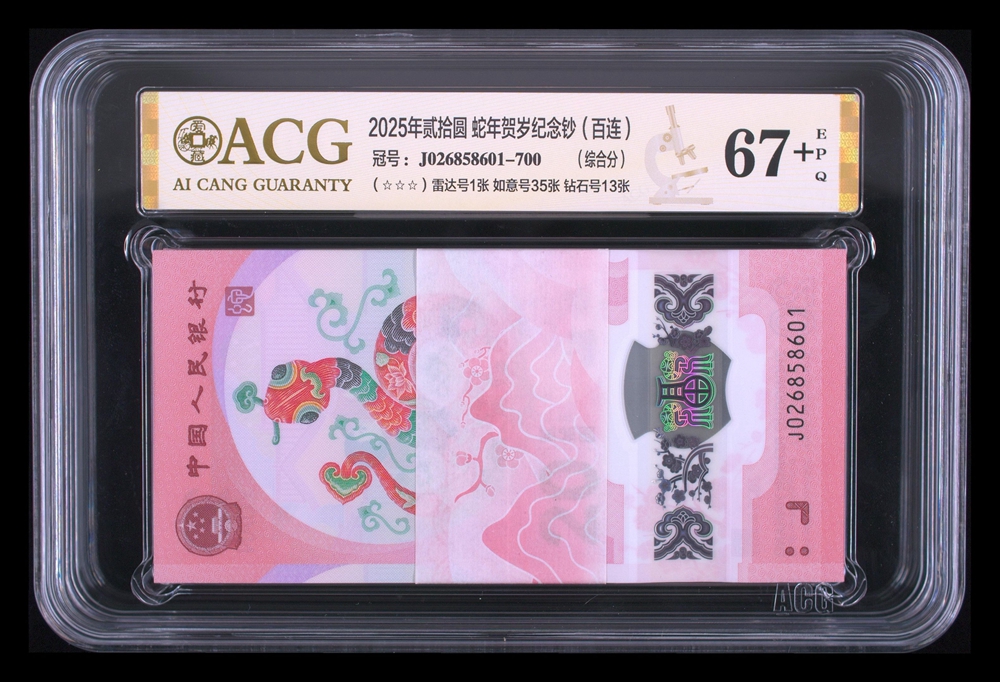 ACG
AI CANG GUARANTY
2025年贰拾圆 蛇年贺岁纪念钞（百连）
冠号：J026858601-700 （综合分）
（☆☆☆）雷达号1张 如意号35张 钻石号13张
67+
EPQ
中国人民银行
福
J026858601
ACG